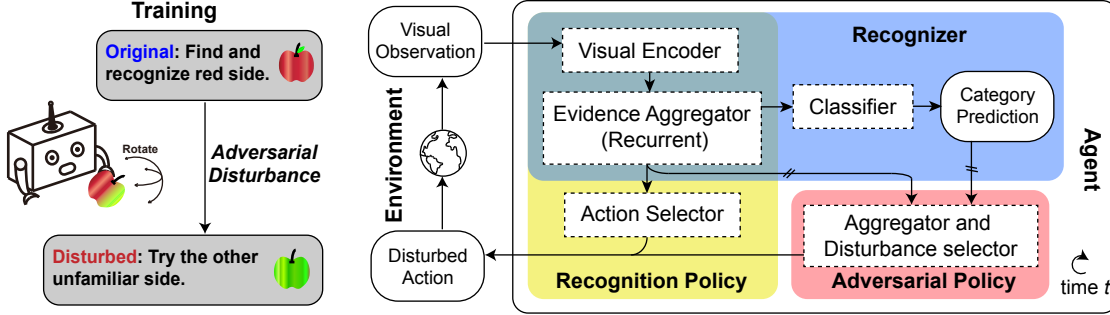 Training
Original: Find and
recognize red side.
Rotate
Adversarial
Disturbance
Disturbed: Try the other
unfamiliar side.
Visual
Observation
Environment
Disturbed
Action
Visual Encoder
Evidence Aggregator
(Recurrent)
Action Selector
Recognition Policy
Recognizer
Classifier
Category
Prediction
Aggregator and
Disturbance selector
Adversarial Policy
Agent
time t